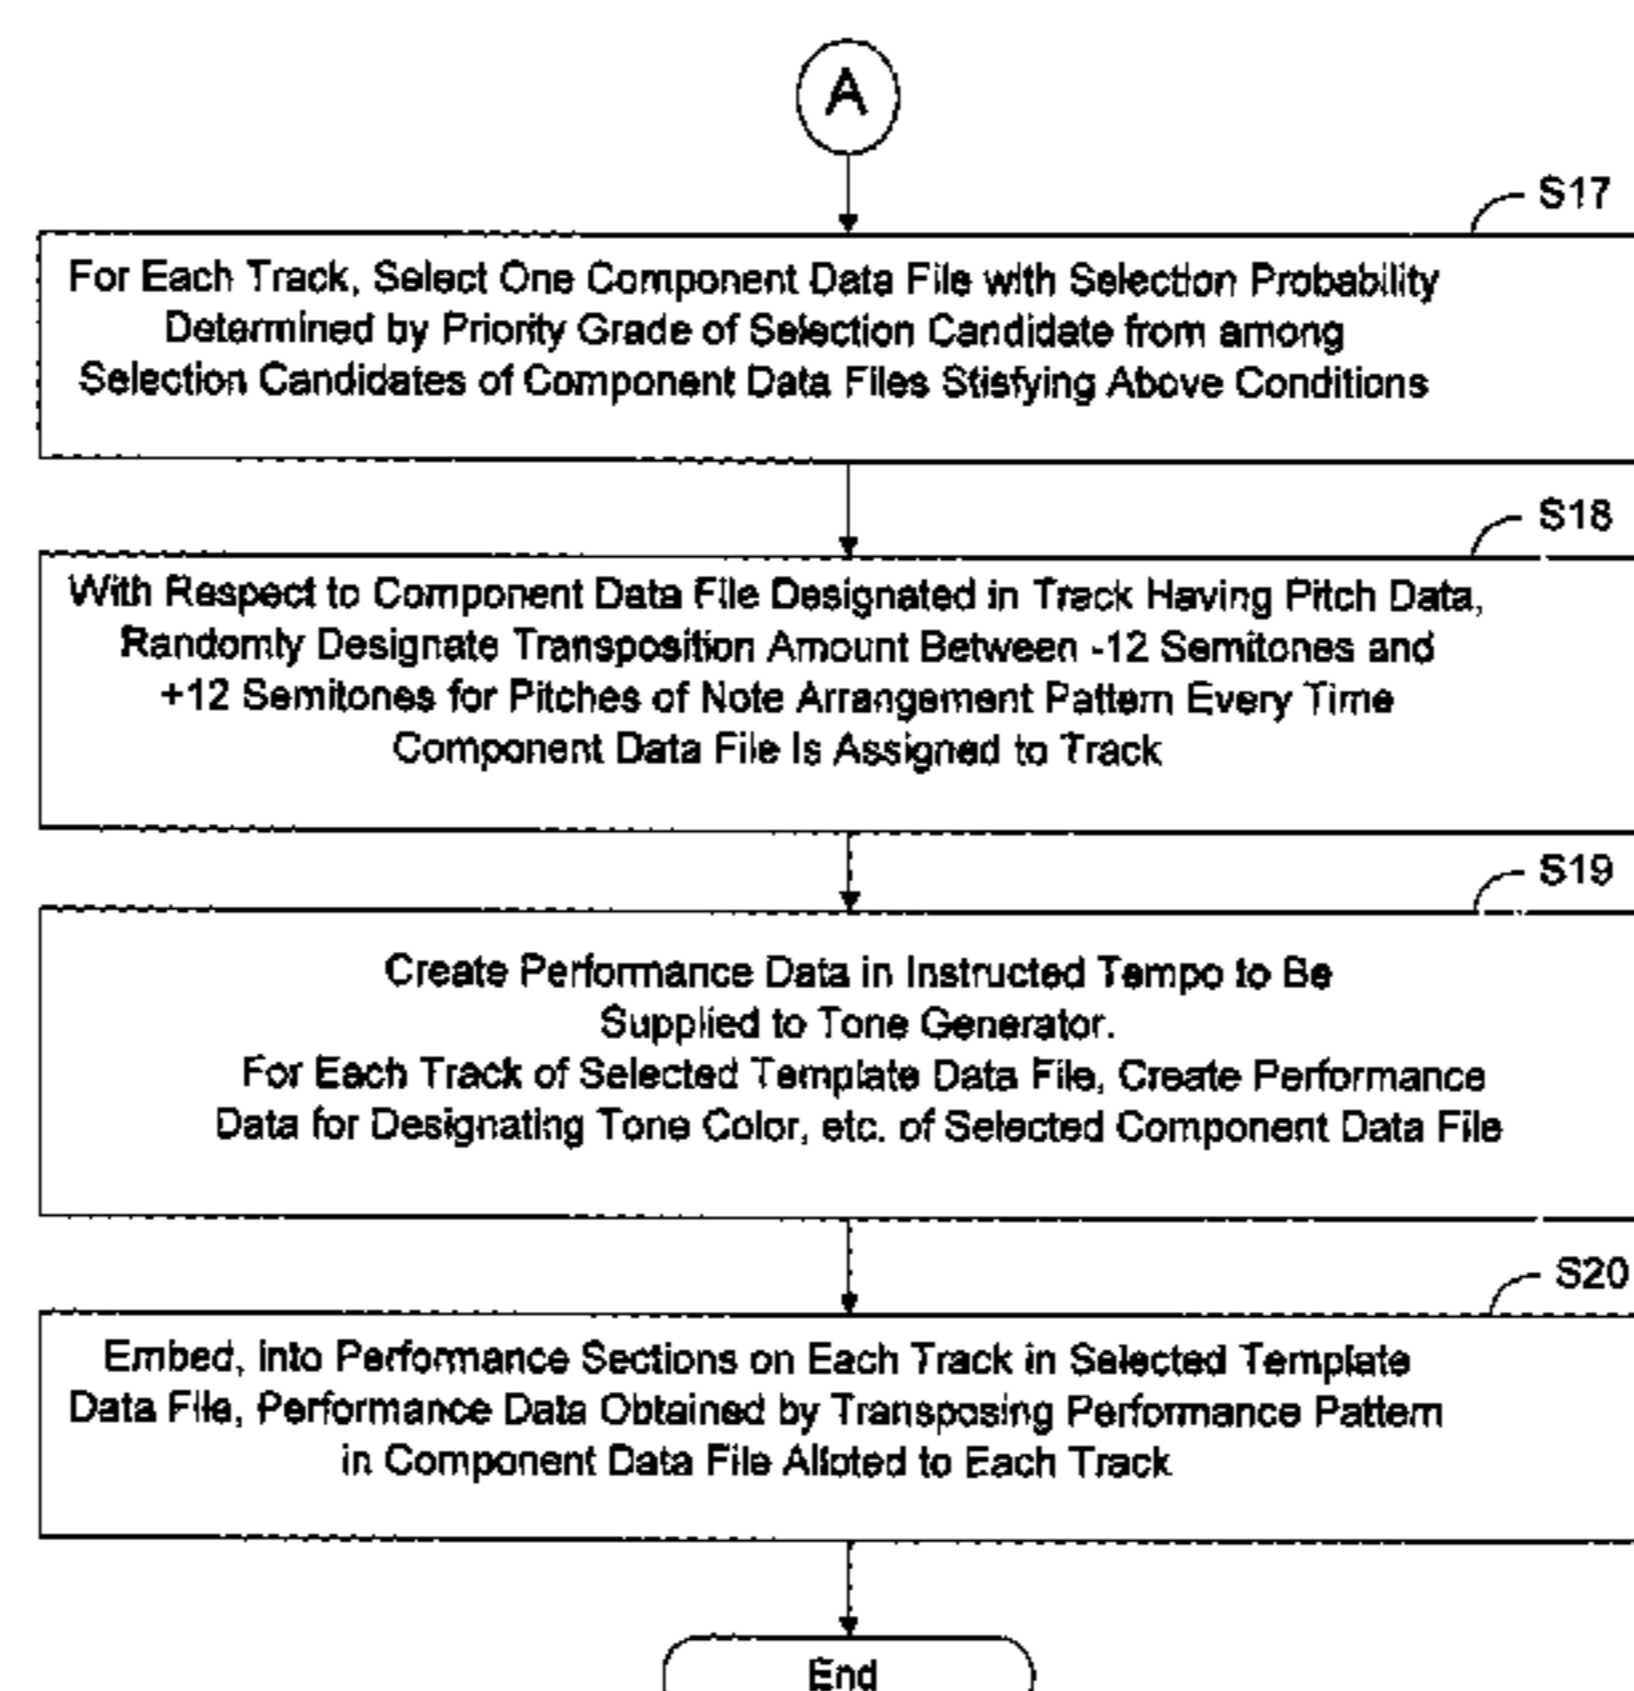 A
S17
For Each Track, Select One Component Data File with Selection Probability
Determined by Priority Grade of Selection Candidate from among
Selection Candidates of Component Data Files Stisfying Above Conditions
S18
With Respect to Component Data File Designated in Track Having Pitch Data,
Randomly Designate Transposition Amount Between -12 Semitones and
+12 Semitones for Pitches of Note Arrangement Pattern Every Time
Component Data File Is Assigned to Track
S19
Create Performance Data in Instructed Tempo to Be
Supplied to Tone Generator.
For Each Track of Selected Template Data File, Create Performance
Data for Designating Tone Color, etc. of Selected Component Data File
S20
Embed, into Performance Sections on Each Track in Selected Template
Data File, Performance Data Obtained by Transposing Performance Pattern
in Component Data File Alloted to Each Track
End